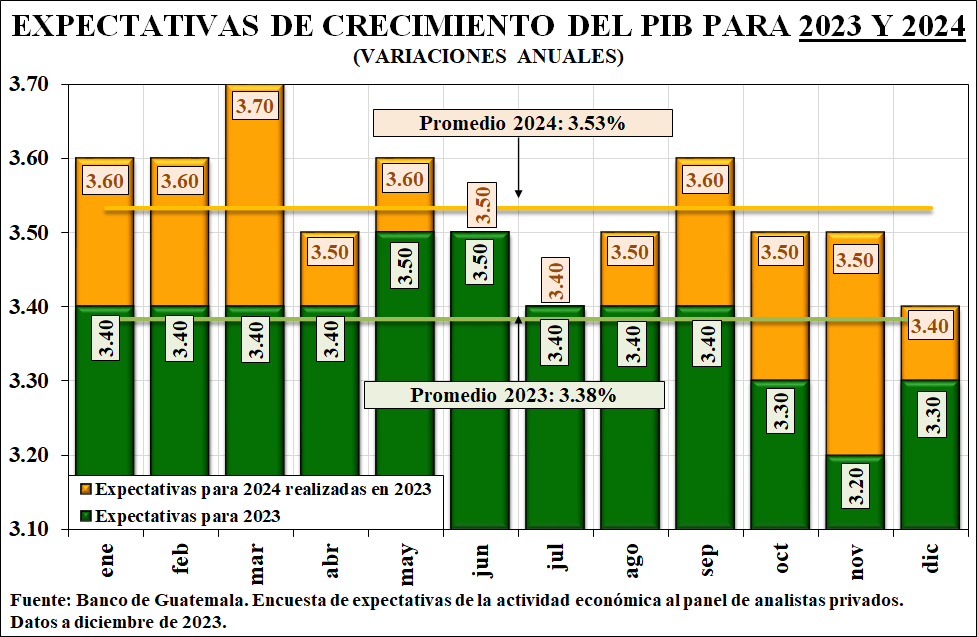 EXPECTATIVAS DE CRECIMIENTO DEL PIB PARA 2023 Y 2024
(VARIACIONES ANUALES)
3.70
3.60
3.50
3.40
3.30
3.20
3.10
Promedio 2024: 3.53%
3.60 3.60 3.70 3.50 3.60 3.50 3.40 3.50 3.60 3.50 3.50 3.40
3.40 3.40 3.40 3.40 3.50 3.50 3.40 3.40 3.40 3.30 3.20 3.30
Promedio 2023: 3.38%
Expectativas para 2024 realizadas en 2023
Expectativas para 2023
ene feb mar abr may jun jul ago sep oct nov dic
Fuente: Banco de Guatemala. Encuesta de expectativas de la actividad económica al panel de analistas privados.
Datos a diciembre de 2023.